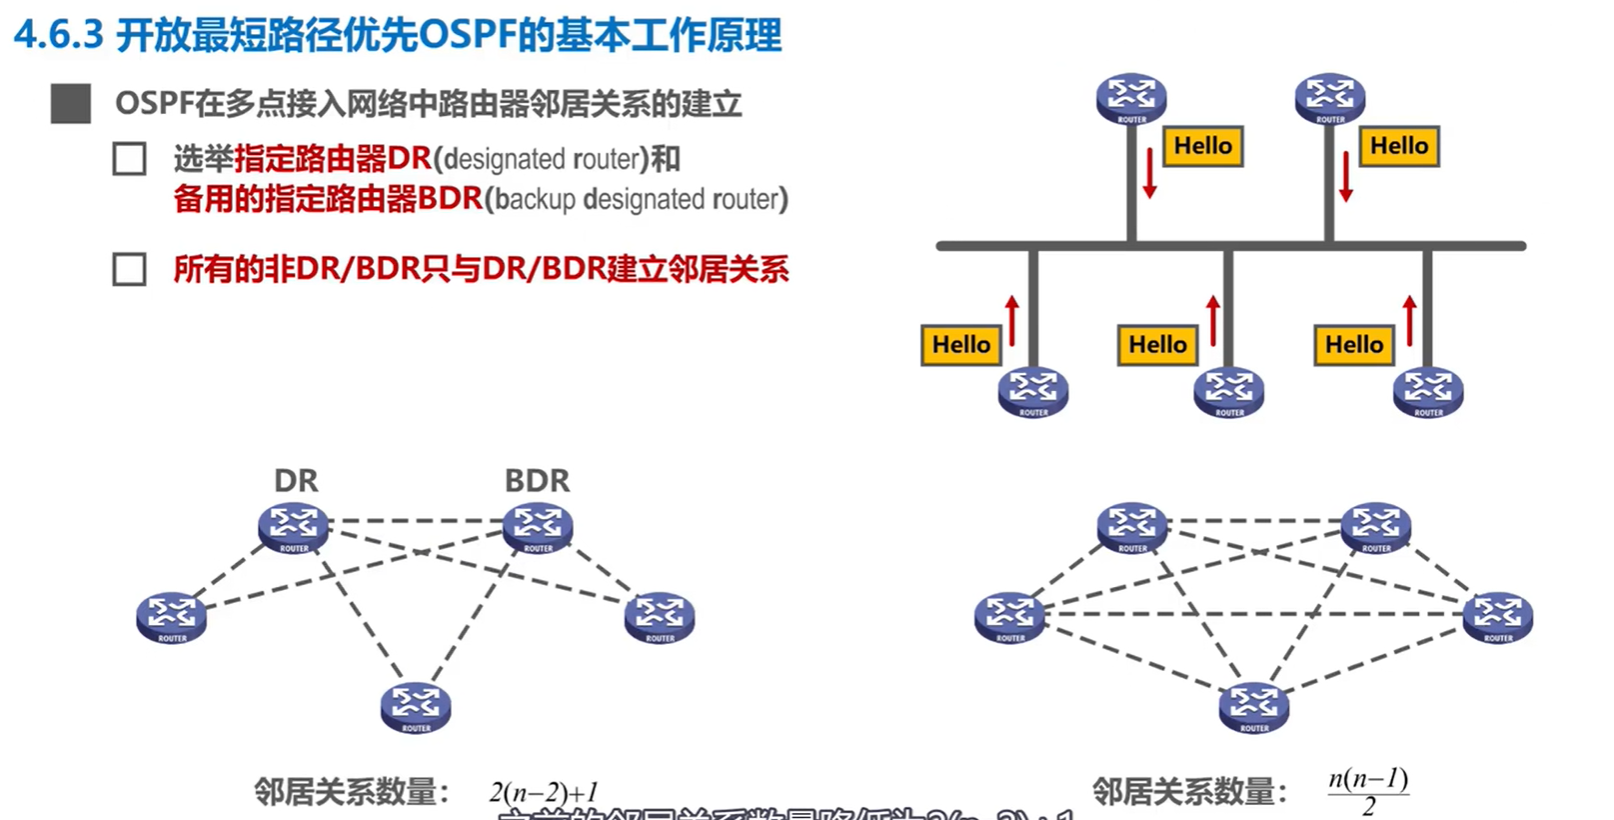 4.6.3 开放最短路径优先OSPF的基本工作原理
OSPF在多点接入网络中路由器邻居关系的建立
选举指定路由器DR(designated router)和
备用的指定路由器BDR(backup designated router)
所有的非DR/BDR只与DR/BDR建立邻居关系
ROUTER
ROUTER
Hello
Hello
Hello
Hello
Hello
ROUTER
ROUTER
ROUTER
DR
BDR
ROUTER
ROUTER
ROUTER
ROUTER
ROUTER
邻居关系数量： 2(n−2)+1
ROUTER
ROUTER
ROUTER
ROUTER
ROUTER
邻居关系数量： n(n−1)
2